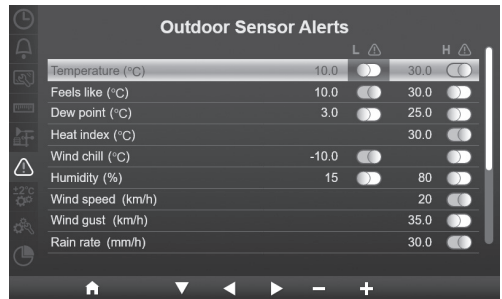 Outdoor Sensor Alerts
L H
Temperature (°C) 10.0 30.0
Feels like (°C) 10.0 30.0
Dew point (°C) 3.0 25.0
Heat index (°C) 30.0
Wind chill (°C) -10.0
Humidity (%) 15 80
±2°C
Wind speed (km/h) 20
Wind gust (km/h) 35.0
Rain rate (mm/h) 30.0